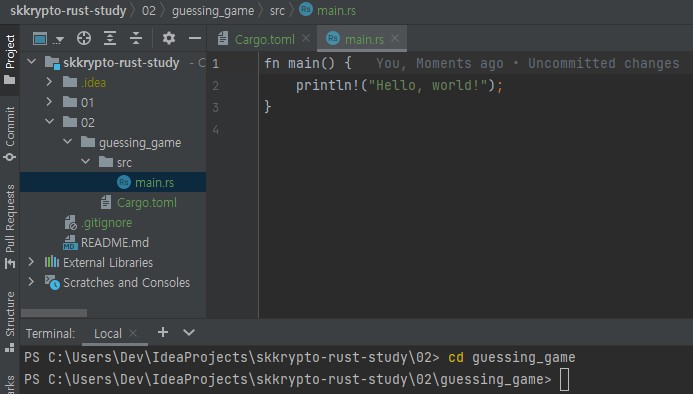 skkrypto-rust-study 〉 02 〉 guessing_game 〉 src 〉 main.rs
Project
Commit
Pull Requests
Structure
Cargo.toml
main.rs
skkrypto-rust-study
.idea
01
02
guessing_game
src
main.rs
Cargo.toml
.gitignore
README.md
External Libraries
Scratches and Consoles
1 fn main() { You, Moments ago • Uncommitted changes
2 println!("Hello, world!");
3 }
4
Terminal: Local
PS C:\Users\Dev\IdeaProjects\skkrypto-rust-study\02> cd guessing_game
PS C:\Users\Dev\IdeaProjects\skkrypto-rust-study\02\guessing_game>